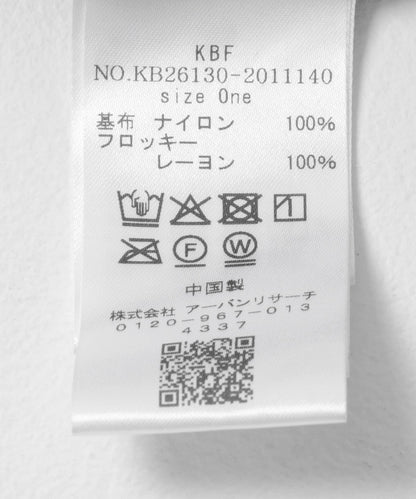 KBF
NO.KB26130-2011140
size One
基布 ナイロン 100%
フロッキー
レーヨン 100%
F W
中国製
株式会社 アーバンリサーチ
0120-967-013
4337